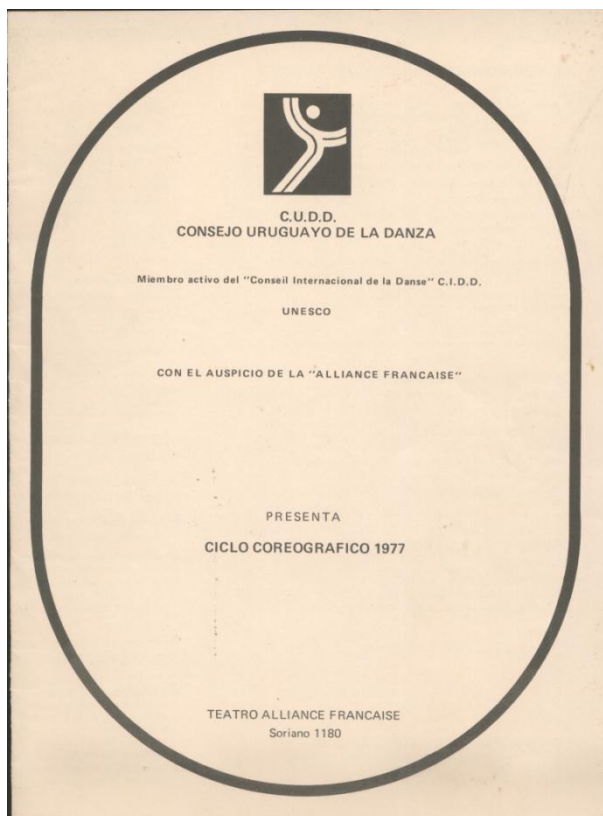 C.U.D.D.
CONSEJO URUGUAYO DE LA DANZA
Miembro activo del "Conseil Internacional de la Danse" C.I.D.D.
UNESCO
CON EL AUSPICIO DE LA "ALLIANCE FRANCAISE"
PRESENTA
CICLO COREOGRAFICO 1977
TEATRO ALLIANCE FRANCAISE
Soriano 1180